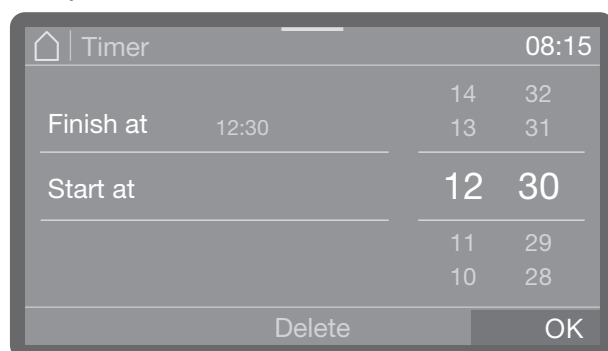 Timer 08:15
14 32
Finish at 12:30 13 31
Start at 12 30
11 29
10 28
Delete OK